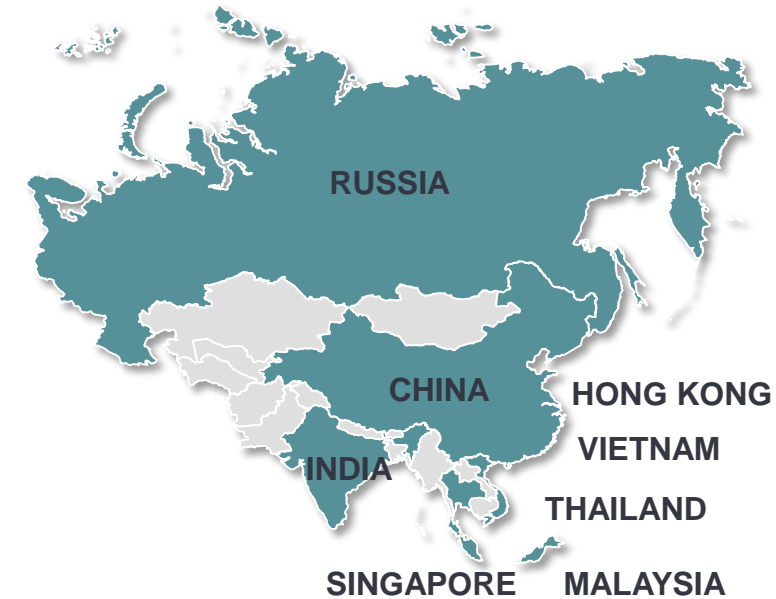 RUSSIA
CHINA
HONG KONG
VIETNAM
INDIA
THAILAND
SINGAPORE
MALAYSIA